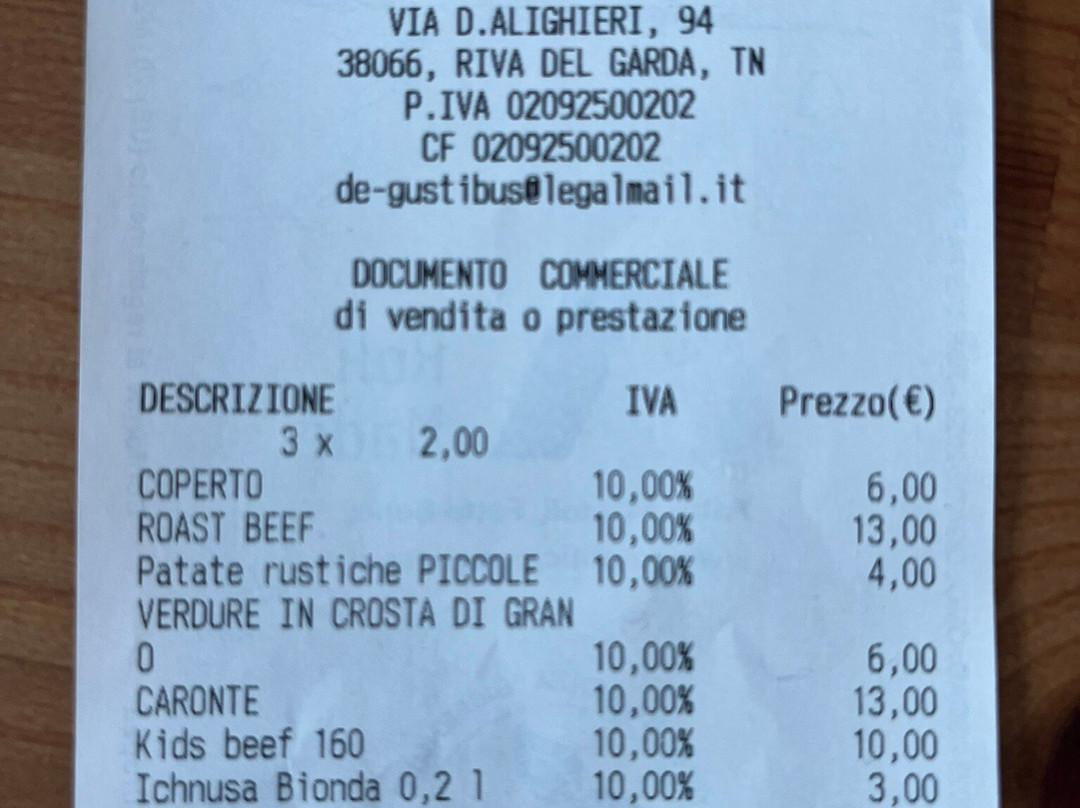 VIA D.ALIGHIERI, 94
38066, RIVA DEL GARDA, TN
P.IVA 02092500202
CF 02092500202
de-gustibus@legalmail.it
DOCUMENTO COMMERCIALE
di vendita o prestazione
DESCRIZIONE IVA Prezzo(€)
3 x 2,00
COPERTO 10,00% 6,00
ROAST BEEF 10,00% 13,00
Patate rustiche PICCOLE 10,00% 4,00
VERDURE IN CROSTA DI GRAN
O 10,00% 6,00
CARONTE 10,00% 13,00
Kids beef 160 10,00% 10,00
Ichnusa Bionda 0,2 l 10,00% 3,00